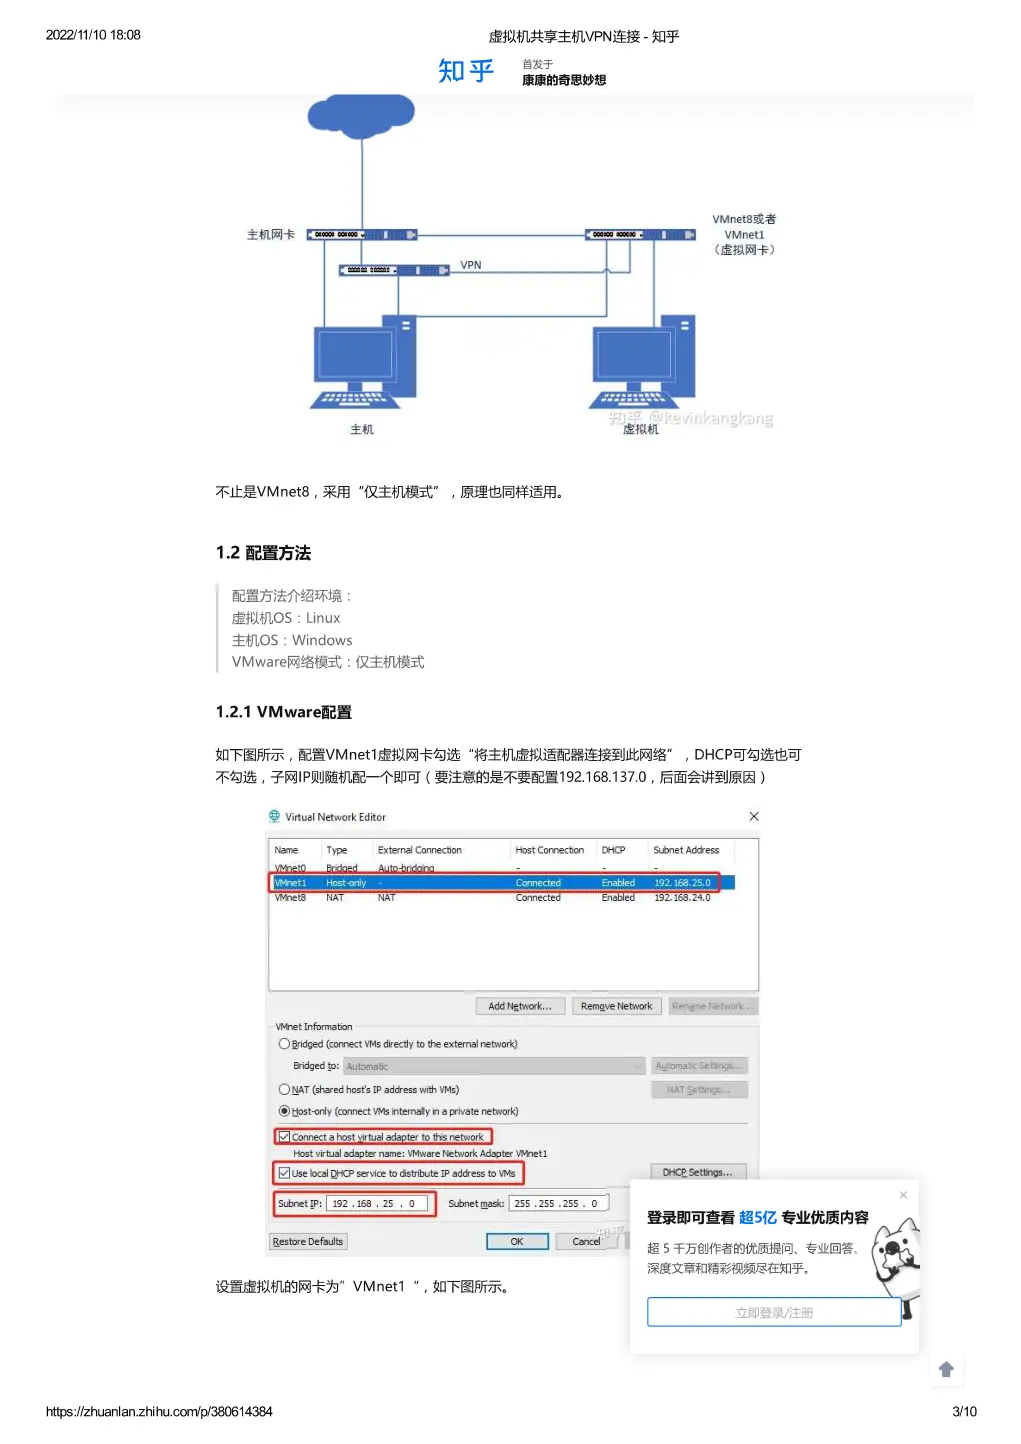 2022/11/10 18:08
虚拟机共享主机VPN连接 - 知乎
知乎
首发于
康康的奇思妙想
主机网卡
VMnet8或者
VMnet1
（虚拟网卡）
VPN
知乎 @kevinkangkang
主机
虚拟机
不止是VMnet8，采用“仅主机模式”，原理也同样适用。
1.2 配置方法
配置方法介绍环境：
虚拟机OS：Linux
主机OS：Windows
VMware网络模式：仅主机模式
1.2.1 VMware配置
如下图所示，配置VMnet1虚拟网卡勾选“将主机虚拟适配器连接到此网络”，DHCP可勾选也可
不勾选，子网IP则随机配一个即可（要注意的是不要配置192.168.137.0，后面会讲到原因）
Virtual Network Editor
Name Type External Connection Host Connection DHCP Subnet Address
VMnet0 Bridged Auto-bridging - - -
VMnet1 Host-only - Connected Enabled 192.168.25.0
VMnet8 NAT NAT Connected Enabled 192.168.24.0
Add Network... Remove Network Rename Network...
VMnet Information
Bridged (connect VMs directly to the external network)
Bridged to: Automatic Automatic Settings...
NAT (shared host's IP address with VMs) NAT Settings...
Host-only (connect VMs internally in a private network)
Connect a host virtual adapter to this network
Host virtual adapter name: VMware Network Adapter VMnet1
Use local DHCP service to distribute IP address to VMs DHCP Settings...
Subnet IP: 192 . 168 . 25 . 0 Subnet mask: 255 . 255 . 255 . 0
知乎
Restore Defaults OK Cancel
登录即可查看 超5亿 专业优质内容
超 5 千万创作者的优质提问、专业回答、
深度文章和精彩视频尽在知乎。
立即登录/注册
设置虚拟机的网卡为”VMnet1“，如下图所示。
https://zhuanlan.zhihu.com/p/380614384
3/10